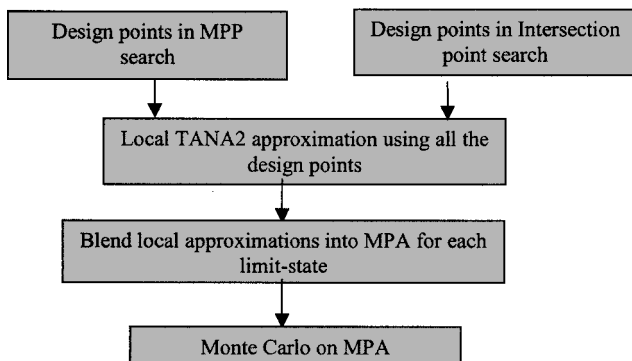 Design points in MPP
search
Design points in Intersection
point search
Local TANA2 approximation using all the
design points
Blend local approximations into MPA for each
limit-state
Monte Carlo on MPA